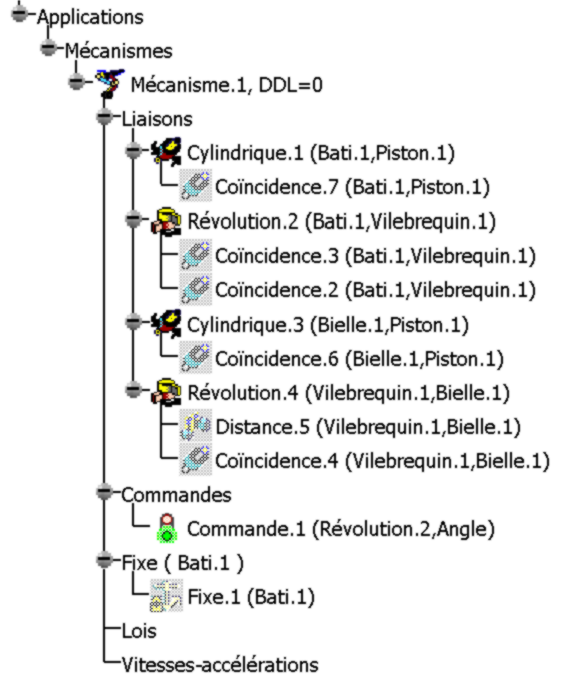 Applications
Mécanismes
Mécanisme.1, DDL=0
Liaisons
Cylindrique.1 (Bati.1,Piston.1)
Coïncidence.7 (Bati.1,Piston.1)
Révolution.2 (Bati.1,Vilebrequin.1)
Coïncidence.3 (Bati.1,Vilebrequin.1)
Coïncidence.2 (Bati.1,Vilebrequin.1)
Cylindrique.3 (Bielle.1,Piston.1)
Coïncidence.6 (Bielle.1,Piston.1)
Révolution.4 (Vilebrequin.1,Bielle.1)
Distance.5 (Vilebrequin.1,Bielle.1)
Coïncidence.4 (Vilebrequin.1,Bielle.1)
Commandes
Commande.1 (Révolution.2,Angle)
Fixe ( Bati.1 )
Fixe.1 (Bati.1)
Lois
Vitesses-accélérations